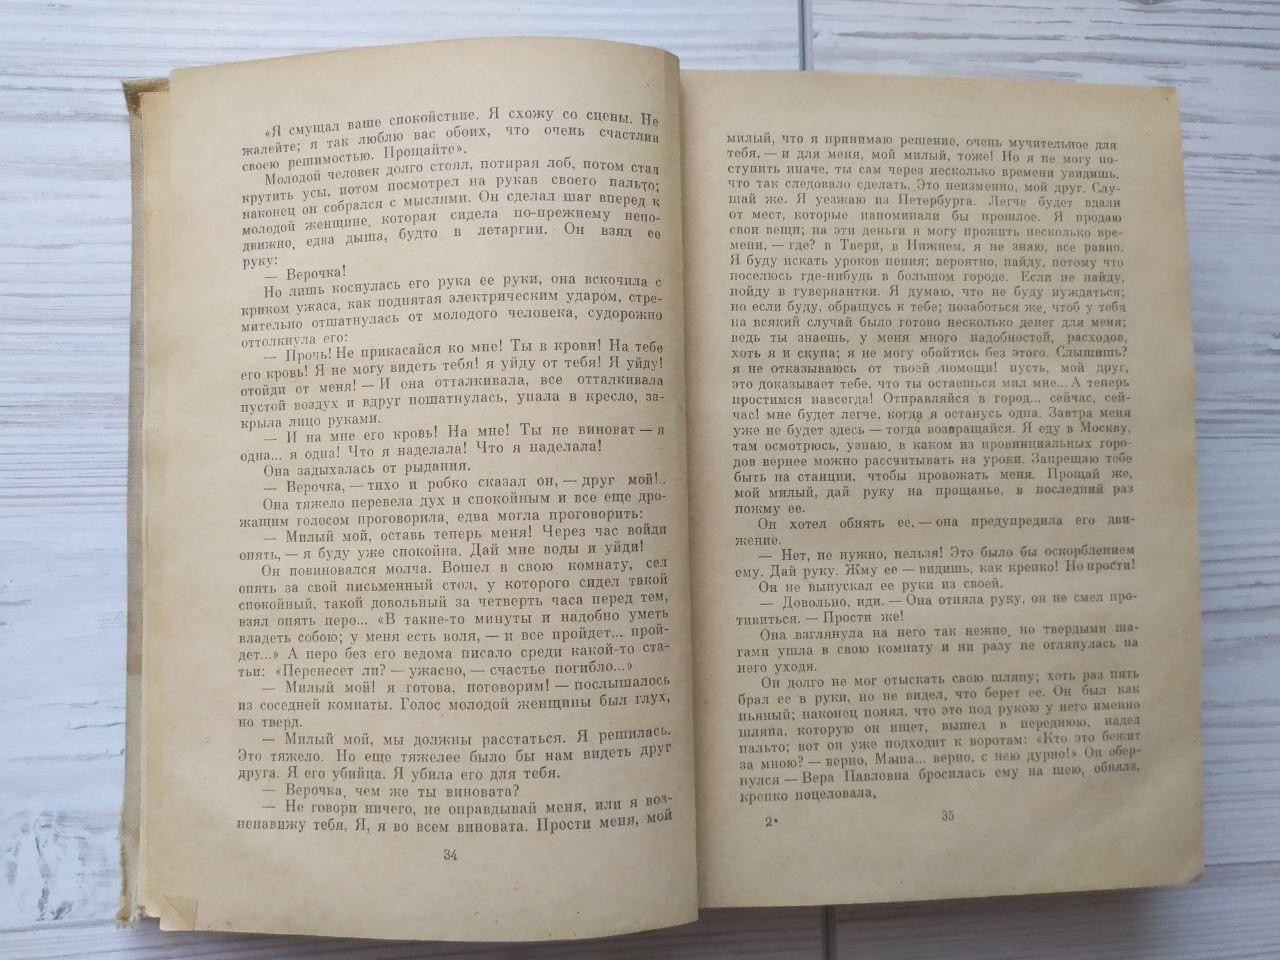 «Я смущал ваше спокойствие. Я схожу со сцены. Не
жалейте; я так люблю вас обоих, что очень счастлив
своею решимостью. Прощайте».
Молодой человек долго стоял, потирая лоб, потом стал
крутить усы, потом посмотрел на рукав своего пальто;
наконец он собрался с мыслями. Он сделал шаг вперед к
молодой женщине, которая сидела по-прежнему непо-
движно, едва дыша, будто в летаргии. Он взял ее
руку:
— Верочка!
Но лишь коснулась его рука ее руки, она вскочила с
криком ужаса, как поднятая электрическим ударом, стре-
мительно отшатнулась от молодого человека, судорожно
оттолкнула его:
— Прочь! Не прикасайся ко мне! Ты в крови! На тебе
его кровь! Я не могу видеть тебя! я уйду от тебя! Я уйду!
отойди от меня! — И она отталкивала, все отталкивала
пустой воздух и вдруг пошатнулась, упала в кресло, за-
крыла лицо руками.
— И на мне его кровь! На мне! Ты не виноват — я
одна... я одна! Что я наделала! Что я наделала!
Она задыхалась от рыдания.
— Верочка, — тихо и робко сказал он, — друг мой!..
Она тяжело перевела дух и спокойным и все еще дро-
жащим голосом проговорила, едва могла проговорить:
— Милый мой, оставь теперь меня! Через час войди
опять, — я буду уже спокойна. Дай мне воды и уйди!
Он повиновался молча. Вошел в свою комнату, сел
опять за свой письменный стол, у которого сидел такой
спокойный, такой довольный за четверть часа перед тем,
взял опять перо... «В такие-то минуты и надобно уметь
владеть собою; у меня есть воля, — и все пройдет... прой-
дет...» А перо без его ведома писало среди какой-то ста-
тьи: «Перенесет ли? — ужасно, — счастье погибло...»
— Милый мой! я готова, поговорим! — послышалось
из соседней комнаты. Голос молодой женщины был глух,
но тверд.
— Милый мой, мы должны расстаться. Я решилась.
Это тяжело. Но еще тяжелее было бы нам видеть друг
друга. Я его убийца. Я убила его для тебя.
— Верочка, чем же ты виновата?
— Не говори ничего, не оправдывай меня, или я воз-
ненавижу тебя. Я, я во всем виновата. Прости меня, мой
34
милый, что я принимаю решение, очень мучительное для
тебя, — и для меня, мой милый, тоже! Но я не могу по-
ступить иначе, ты сам через несколько времени увидишь,
что так следовало сделать. Это неизменно, мой друг. Слу-
шай же. Я уезжаю из Петербурга. Легче будет вдали
от мест, которые напоминали бы прошлое. Я продаю
свои вещи; на эти деньги я могу прожить несколько вре-
мени, — где? в Твери, в Нижнем, я не знаю, все равно.
Я буду искать уроков пения; вероятно, найду, потому что
поселюсь где-нибудь в большом городе. Если не найду,
пойду в гувернантки. Я думаю, что не буду нуждаться;
но если буду, обращусь к тебе; позаботься же, чтоб у тебя
на всякий случай было готово несколько денег для меня;
ведь ты знаешь, у меня много надобностей, расходов,
хоть я и скупа; я не могу обойтись без этого. Слышишь?
я не отказываюсь от твоей помощи! пусть, мой друг,
это доказывает тебе, что ты остаешься мил мне... А теперь
простимся навсегда! Отправляйся в город... сейчас, сей-
час! мне будет легче, когда я останусь одна. Завтра меня
уже не будет здесь — тогда возвращайся. Я еду в Москву,
там осмотрюсь, узнаю, в каком из провинциальных горо-
дов вернее можно рассчитывать на уроки. Запрещаю тебе
быть на станции, чтобы провожать меня. Прощай же,
мой милый, дай руку на прощанье, в последний раз
пожму ее.
Он хотел обнять ее, — она предупредила его дви-
жение.
— Нет, не нужно, нельзя! Это было бы оскорблением
ему. Дай руку. Жму ее — видишь, как крепко! Но прости!
Он не выпускал ее руки из своей.
— Довольно, иди. — Она отняла руку, он не смел про-
тивиться. — Прости же!
Она взглянула на него так нежно, но твердыми ша-
гами ушла в свою комнату и ни разу не оглянулась на
него уходя.
Он долго не мог отыскать свою шляпу; хоть раз пять
брал ее в руки, но не видел, что берет ее. Он был как
пьяный; наконец понял, что это под рукою у него именно
шляпа, которую он ищет, вышел в переднюю, надел
пальто; вот он уже подходит к воротам: «Кто это бежит
за мною? — верно, Маша... верно, с нею дурно!» Он обер-
нулся — Вера Павловна бросилась ему на шею, обняла,
крепко поцеловала.
2*
35